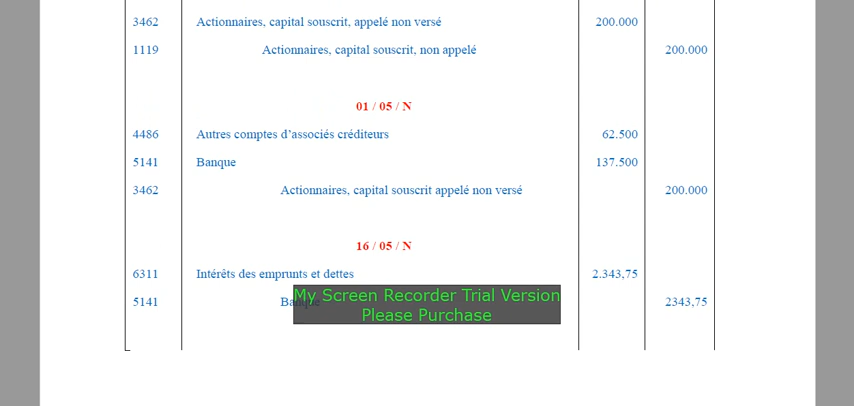 3462 Actionnaires, capital souscrit, appelé non versé 200.000
1119 Actionnaires, capital souscrit, non appelé 200.000
01 / 05 / N
4486 Autres comptes d’associés créditeurs 62.500
5141 Banque 137.500
3462 Actionnaires, capital souscrit appelé non versé 200.000
16 / 05 / N
6311 Intérêts des emprunts et dettes 2.343,75
5141 Banque 2343,75
My Screen Recorder Trial Version
Please Purchase